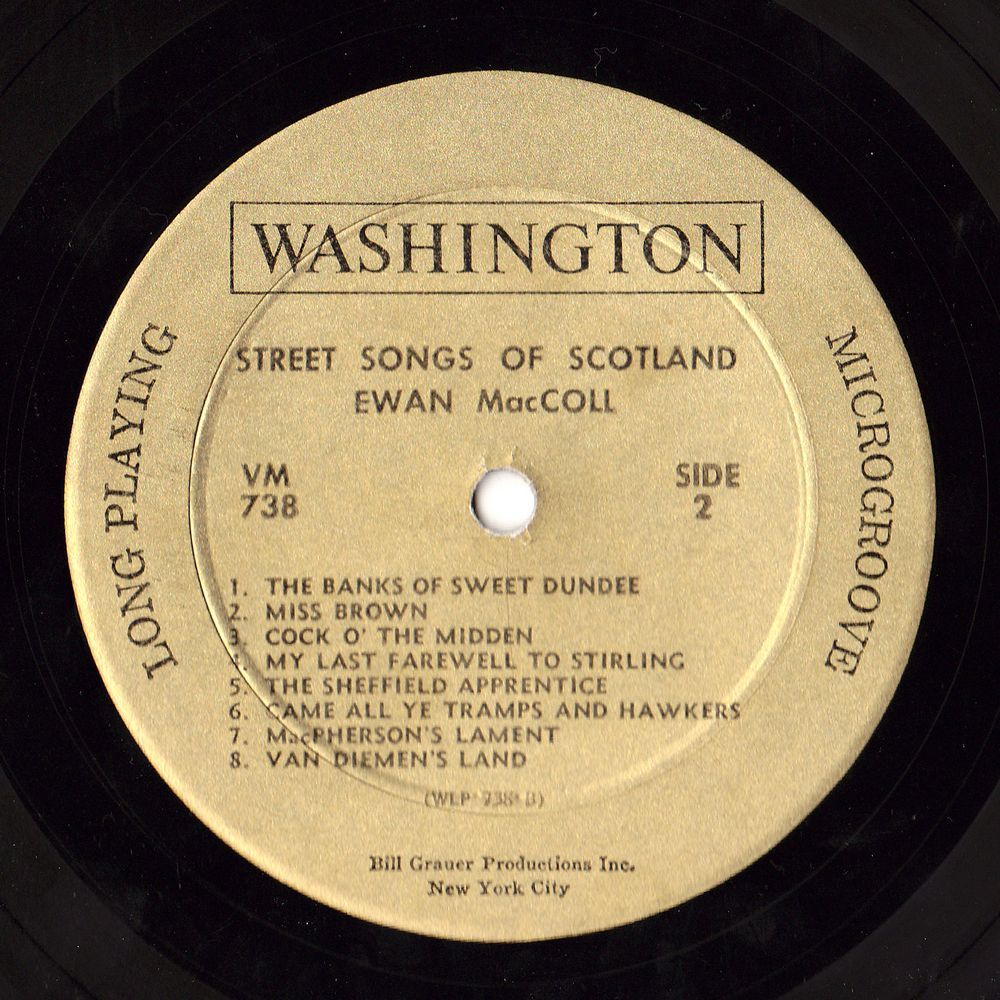 WASHINGTON
STREET SONGS OF SCOTLAND
EWAN MacCOLL
LONG PLAYING
MICROGROOVE
VM
738
SIDE
2
1. THE BANKS OF SWEET DUNDEE
2. MISS BROWN
3. COCK O' THE MIDDEN
4. MY LAST FAREWELL TO STIRLING
5. THE SHEFFIELD APPRENTICE
6. CAME ALL YE TRAMPS AND HAWKERS
7. MacPHERSON'S LAMENT
8. VAN DIEMEN'S LAND
(WLP 738 B)
Bill Grauer Productions Inc.
New York City